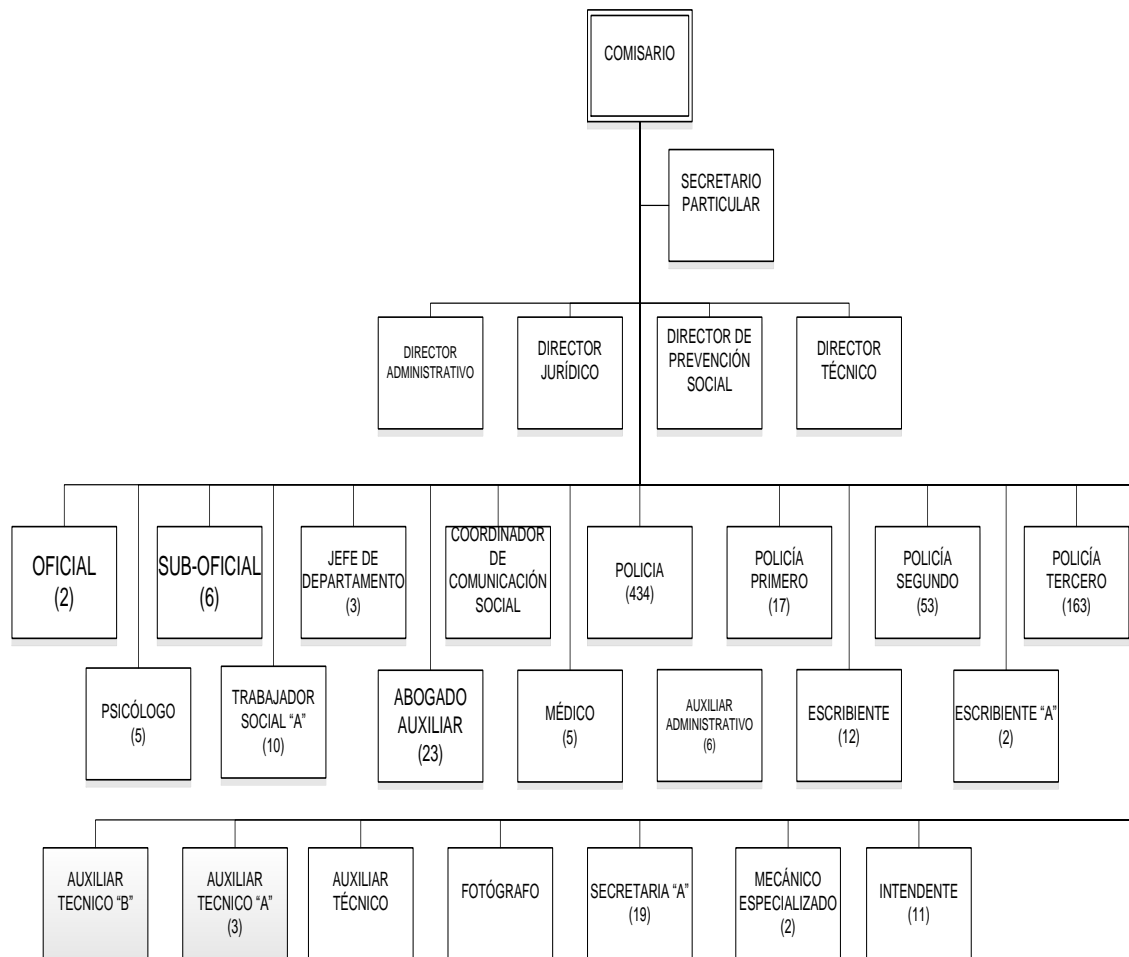 COMISARIO
SECRETARIO
PARTICULAR
DIRECTOR
ADMINISTRATIVO
DIRECTOR
JURÍDICO
DIRECTOR DE
PREVENCIÓN
SOCIAL
DIRECTOR
TÉCNICO
OFICIAL
(2)
SUB-OFICIAL
(6)
JEFE DE
DEPARTAMENTO
(3)
COORDINADOR
DE
COMUNICACIÓN
SOCIAL
POLICIA
(434)
POLICÍA
PRIMERO
(17)
POLICÍA
SEGUNDO
(53)
POLICÍA
TERCERO
(163)
PSICÓLOGO
(5)
TRABAJADOR
SOCIAL “A”
(10)
ABOGADO
AUXILIAR
(23)
MÉDICO
(5)
AUXILIAR
ADMINISTRATIVO
(6)
ESCRIBIENTE
(12)
ESCRIBIENTE “A”
(2)
AUXILIAR
TECNICO “B”
AUXILIAR
TECNICO “A”
(3)
AUXILIAR
TÉCNICO
FOTÓGRAFO
SECRETARIA “A”
(19)
MECÁNICO
ESPECIALIZADO
(2)
INTENDENTE
(11)